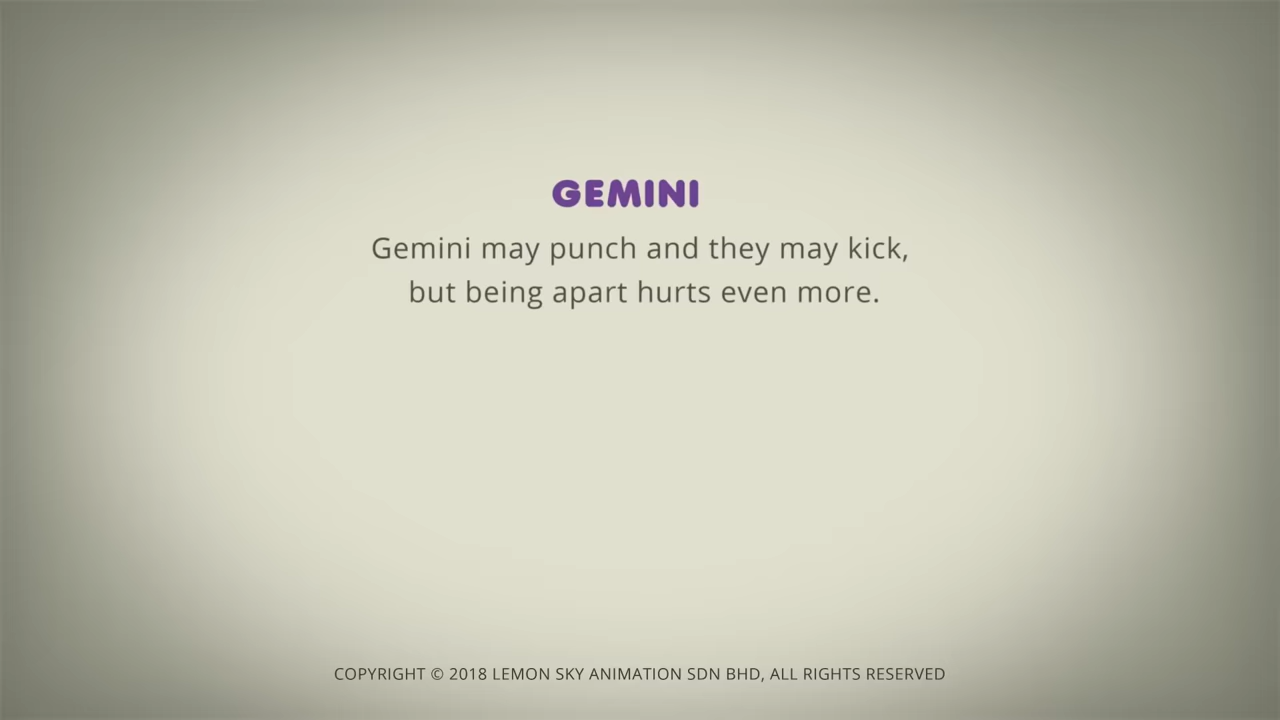 GEMINI
Gemini may punch and they may kick,
but being apart hurts even more.
COPYRIGHT © 2018 LEMON SKY ANIMATION SDN BHD, ALL RIGHTS RESERVED